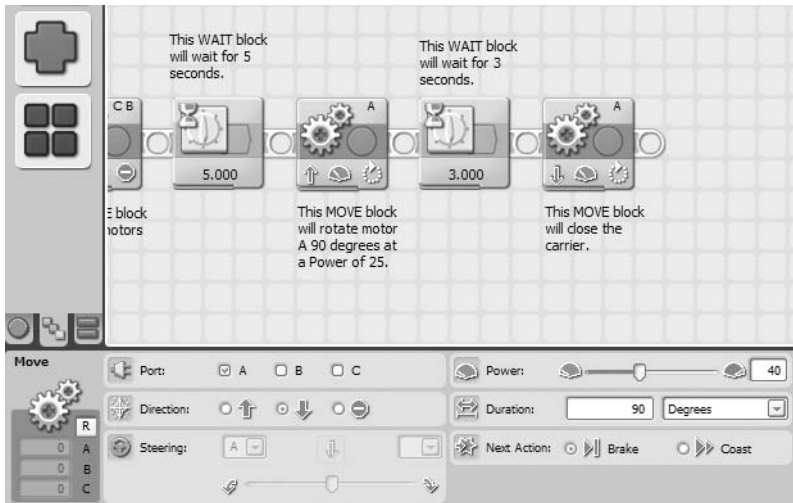 This WAIT block
will wait for 5
seconds.
This WAIT block
will wait for 3
seconds.
C B
A
A
5.000
3.000
E block
notors
This MOVE block
will rotate motor
A 90 degrees at
a Power of 25.
This MOVE block
will close the
carrier.
Move
R
0 A
0 B
0 C
Port: A B C
Direction:
Steering: A
Power: 40
Duration: 90 Degrees
Next Action: Brake Coast